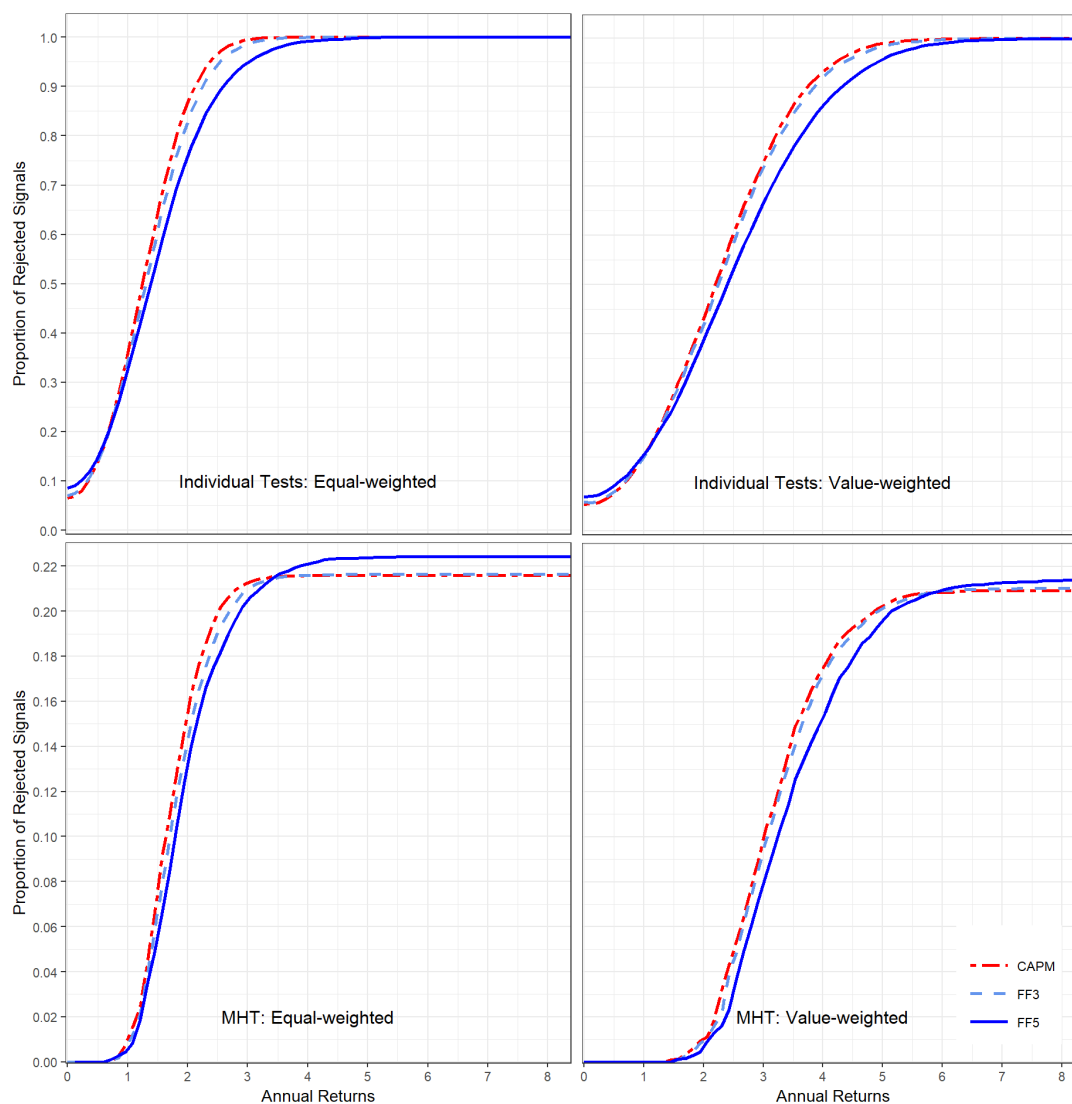 Proportion of Rejected Signals
1.0
0.9
0.8
0.7
0.6
0.5
0.4
0.3
0.2
0.1
0.0
Individual Tests: Equal-weighted
Individual Tests: Value-weighted
Proportion of Rejected Signals
0.22
0.20
0.18
0.16
0.14
0.12
0.10
0.08
0.06
0.04
0.02
0.00
MHT: Equal-weighted
MHT: Value-weighted
CAPM
FF3
FF5
0 1 2 3 4 5 6 7 8
0 1 2 3 4 5 6 7 8
Annual Returns
Annual Returns